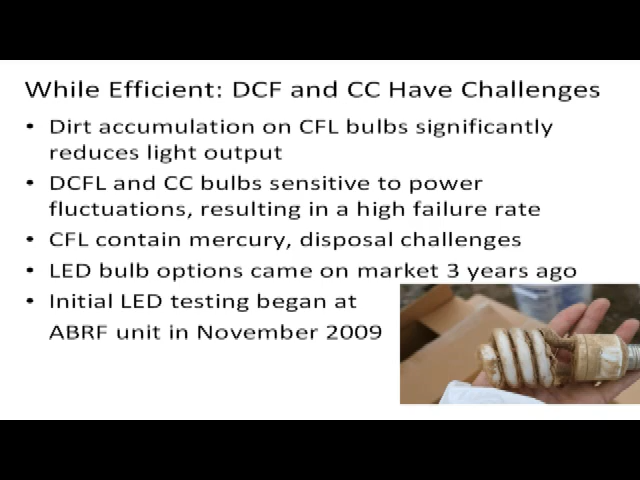 While Efficient: DCF and CC Have Challenges
• Dirt accumulation on CFL bulbs significantly
reduces light output
• DCFL and CC bulbs sensitive to power
fluctuations, resulting in a high failure rate
• CFL contain mercury, disposal challenges
• LED bulb options came on market 3 years ago
• Initial LED testing began at
ABRF unit in November 2009